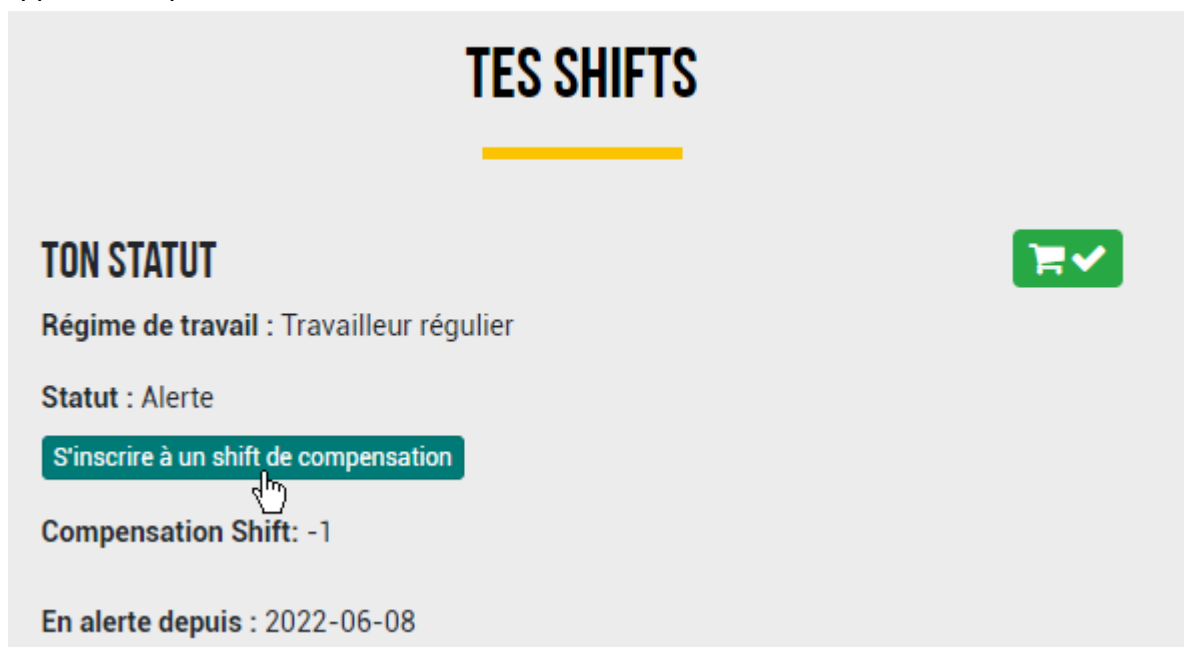 TES SHIFTS
TON STATUT
Régime de travail : Travailleur régulier
Statut : Alerte
S'inscrire à un shift de compensation
Compensation Shift: -1
En alerte depuis : 2022-06-08